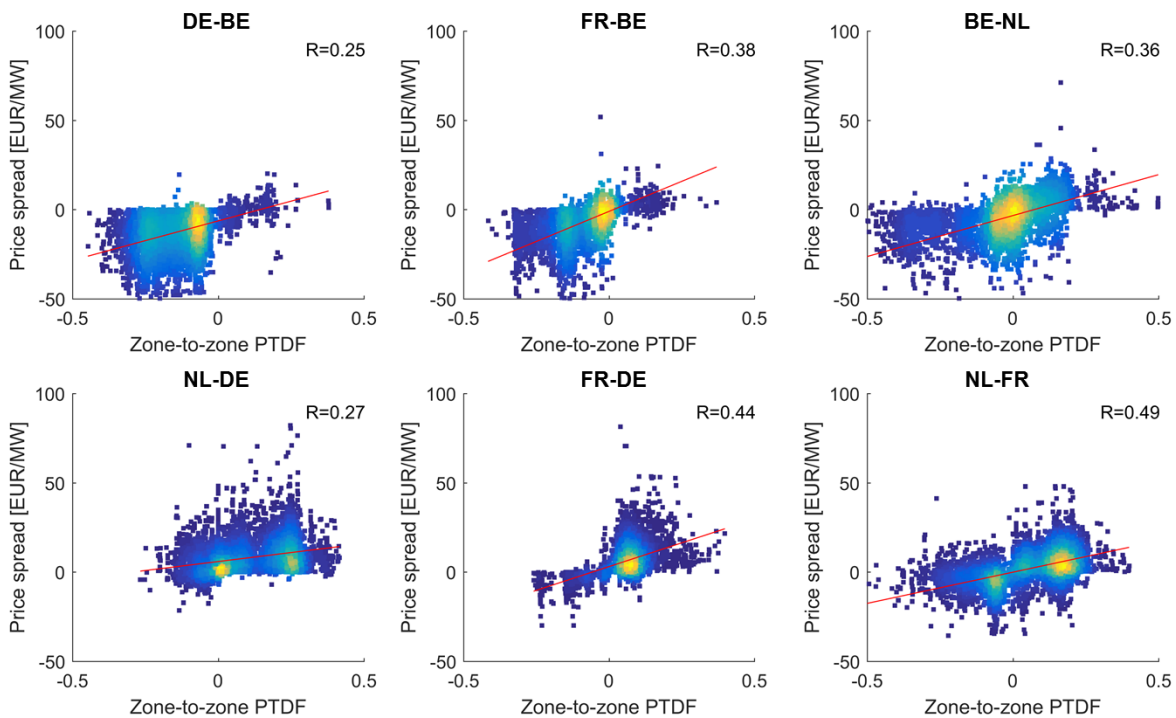 DE-BE
R=0.25
100
50
0
-50
Price spread [EUR/MW]
-0.5
0
0.5
Zone-to-zone PTDF
FR-BE
R=0.38
100
50
0
-50
Price spread [EUR/MW]
-0.5
0
0.5
Zone-to-zone PTDF
BE-NL
R=0.36
100
50
0
-50
Price spread [EUR/MW]
-0.5
0
0.5
Zone-to-zone PTDF
NL-DE
R=0.27
100
50
0
-50
Price spread [EUR/MW]
-0.5
0
0.5
Zone-to-zone PTDF
FR-DE
R=0.44
100
50
0
-50
Price spread [EUR/MW]
-0.5
0
0.5
Zone-to-zone PTDF
NL-FR
R=0.49
100
50
0
-50
Price spread [EUR/MW]
-0.5
0
0.5
Zone-to-zone PTDF